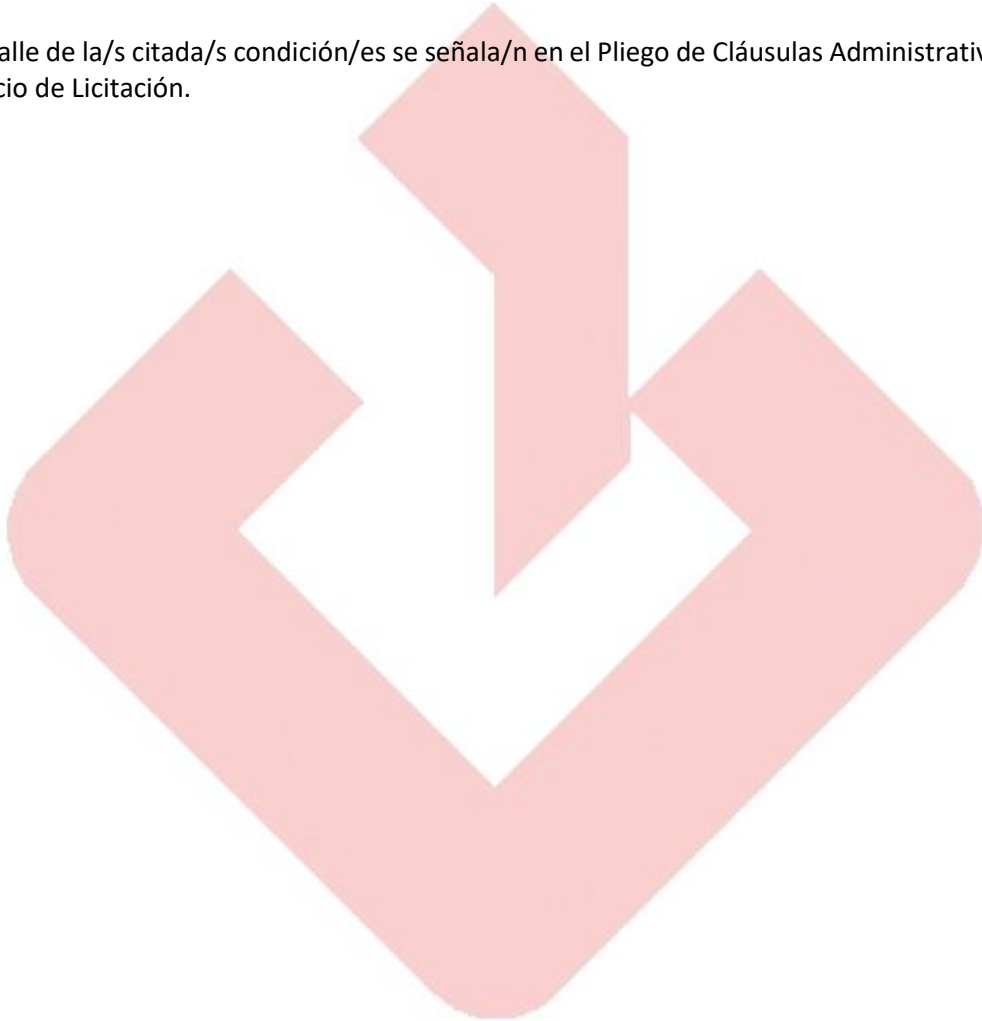 alle de la/s citada/s condición/es se señala/n en el Pliego de Cláusulas Administrativ
cio de Licitación.